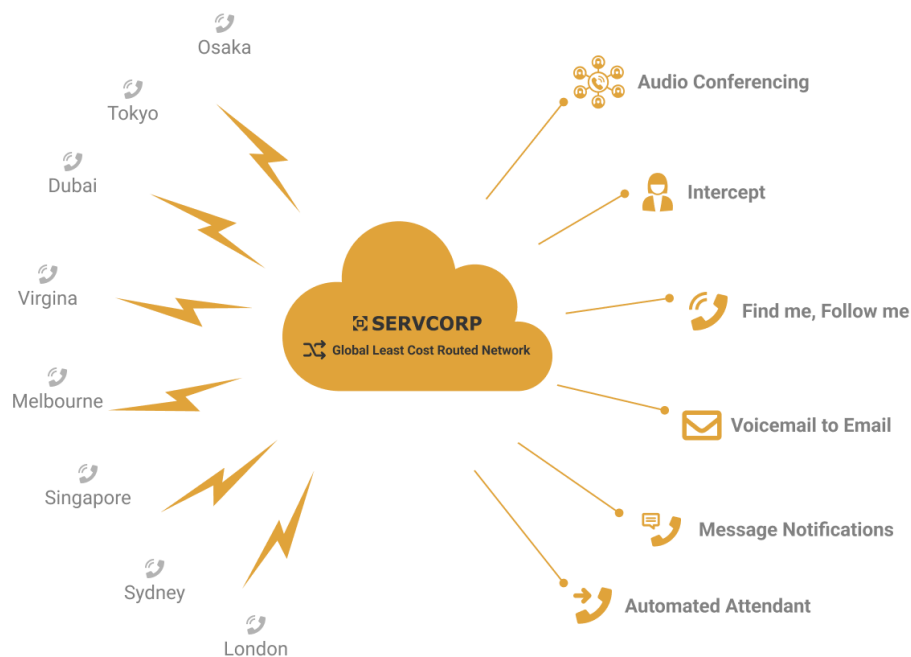 Osaka
Tokyo
Dubai
Virgina
Melbourne
Singapore
Sydney
London
SERVCORP
Global Least Cost Routed Network
Audio Conferencing
Intercept
Find me, Follow me
Voicemail to Email
Message Notifications
Automated Attendant